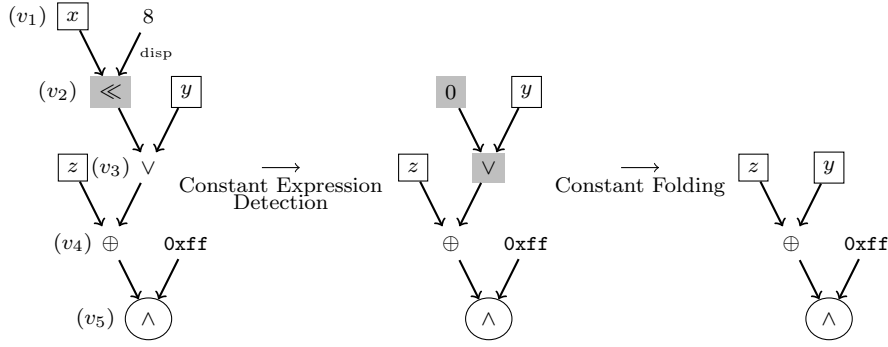 (v₁) x 8
disp
(v₂) ≪ y 0 y
z (v₃) ∨ ⟶ z ∨ ⟶ z y
Constant Expression Constant Folding
Detection
(v₄) ⊕ 0xff ⊕ 0xff ⊕ 0xff
(v₅) ∧ ∧ ∧